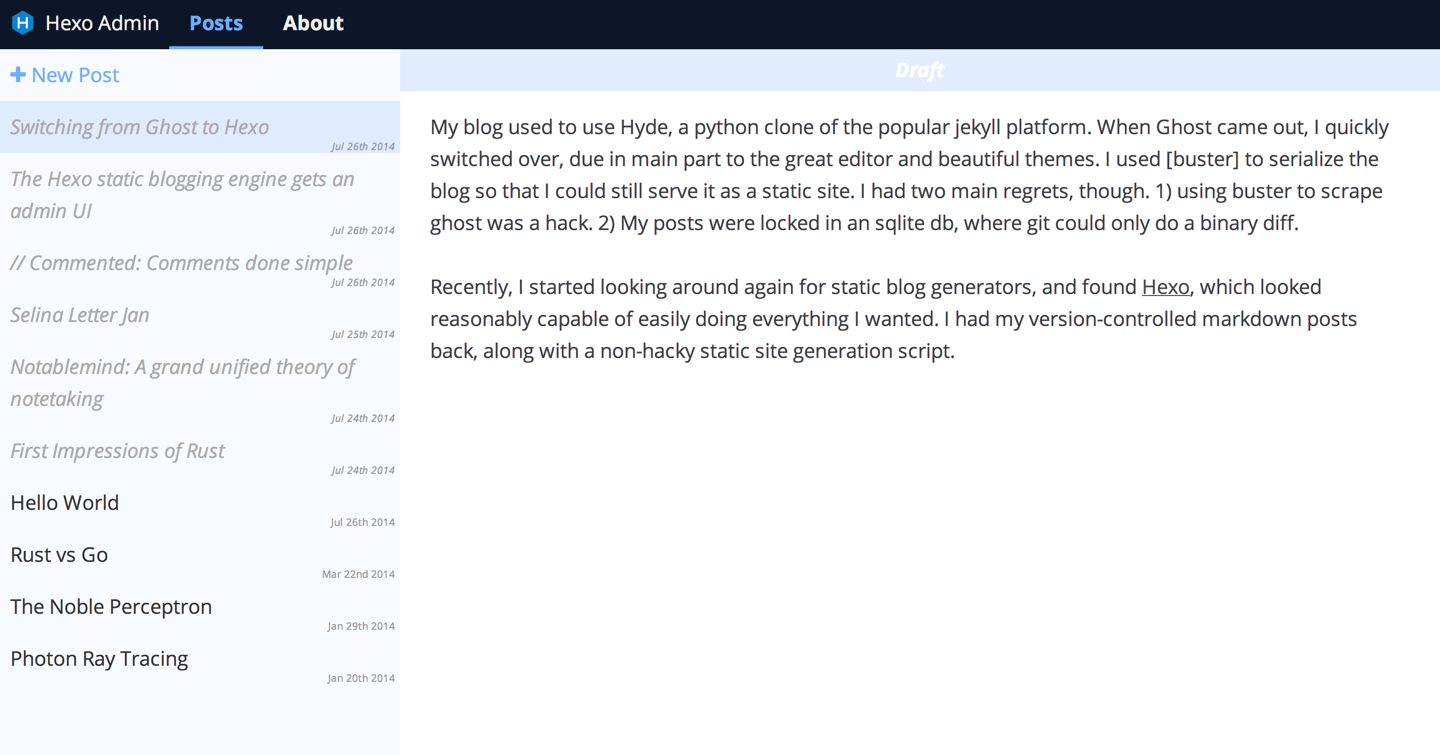 H Hexo Admin Posts About
New Post
Switching from Ghost to Hexo
Jul 26th 2014
The Hexo static blogging engine gets an
admin UI
Jul 26th 2014
// Commented: Comments done simple
Jul 26th 2014
Selina Letter Jan
Jul 25th 2014
Notablemind: A grand unified theory of
notetaking
Jul 24th 2014
First Impressions of Rust
Jul 24th 2014
Hello World
Jul 26th 2014
Rust vs Go
Mar 22nd 2014
The Noble Perceptron
Jan 29th 2014
Photon Ray Tracing
Jan 20th 2014
Draft
My blog used to use Hyde, a python clone of the popular jekyll platform. When Ghost came out, I quickly
switched over, due in main part to the great editor and beautiful themes. I used [buster] to serialize the
blog so that I could still serve it as a static site. I had two main regrets, though. 1) using buster to scrape
ghost was a hack. 2) My posts were locked in an sqlite db, where git could only do a binary diff.
Recently, I started looking around again for static blog generators, and found Hexo, which looked
reasonably capable of easily doing everything I wanted. I had my version-controlled markdown posts
back, along with a non-hacky static site generation script.